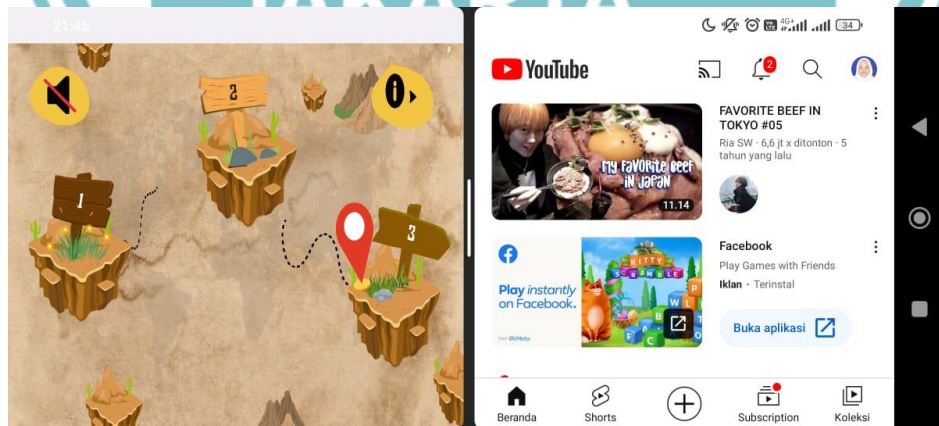 21:46
2
1
3
4G+
34
YouTube
2
MY FAVORITE BEEF
IN JAPAN
11.14
FAVORITE BEEF IN
TOKYO #05
Ria SW · 6,6 jt x ditonton · 5
tahun yang lalu
Play instantly
on Facebook.
KITTY
SCRAMBLE
Facebook
Play Games with Friends
Iklan · Terinstal
Buka aplikasi
Beranda
Shorts
Subscription
Koleksi